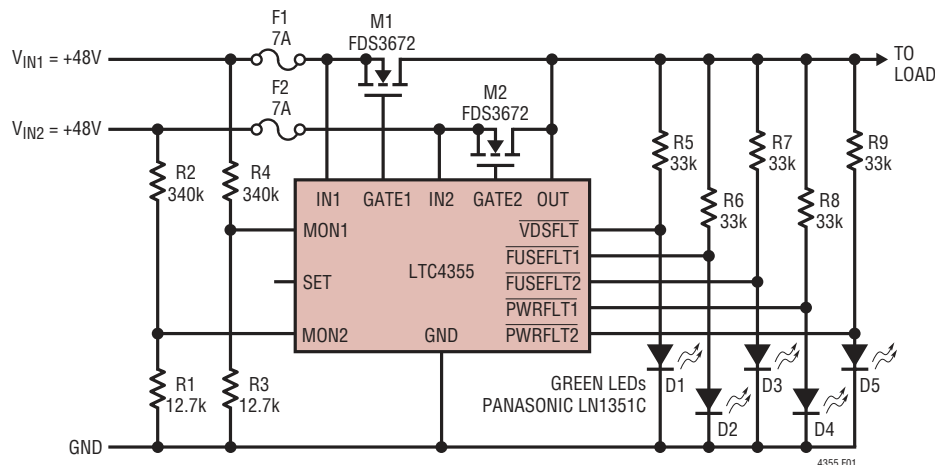 F1
7A
M1
FDS3672
VIN1 = +48V
TO
LOAD
F2
7A
M2
FDS3672
VIN2 = +48V
R2
340k
R4
340k
R5
33k
R6
33k
R7
33k
R8
33k
R9
33k
IN1
GATE1
IN2
GATE2
OUT
MON1
VDSFLT
FUSEFLT1
SET
LTC4355
FUSEFLT2
PWRFLT1
MON2
GND
PWRFLT2
R1
12.7k
R3
12.7k
GREEN LEDs
PANASONIC LN1351C
D1
D2
D3
D4
D5
GND
4355 F01